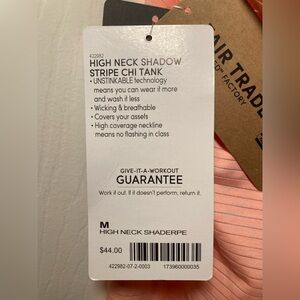 422982
HIGH NECK SHADOW
STRIPE CHI TANK
• UNSTINKABLE technology
means you can wear it more
and wash it less
• Wicking & breathable
• Covers your assets
• High coverage neckline
means no flashing in class
GIVE-IT-A-WORKOUT
GUARANTEE
Work it out. If it doesn't perform, return it.
M
HIGH NECK SHADERPE
$44.00
422982-07-2-0003 173960000035
AIR TRADE
FACTORY